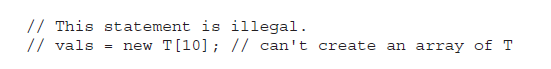 // This statement is illegal.
// vals = new T[10]; // can't create an array of T